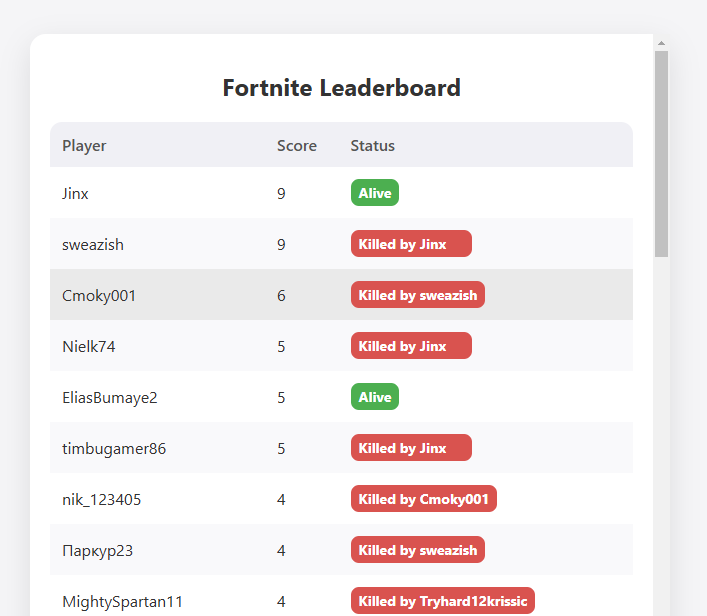 Fortnite Leaderboard
Player Score Status
Jinx 9 Alive
sweazish 9 Killed by Jinx
Cmoky001 6 Killed by sweazish
Nielk74 5 Killed by Jinx
EliasBumaye2 5 Alive
timbugamer86 5 Killed by Jinx
nik_123405 4 Killed by Cmoky001
Паркур23 4 Killed by sweazish
MightySpartan11 4 Killed by Tryhard12krissic